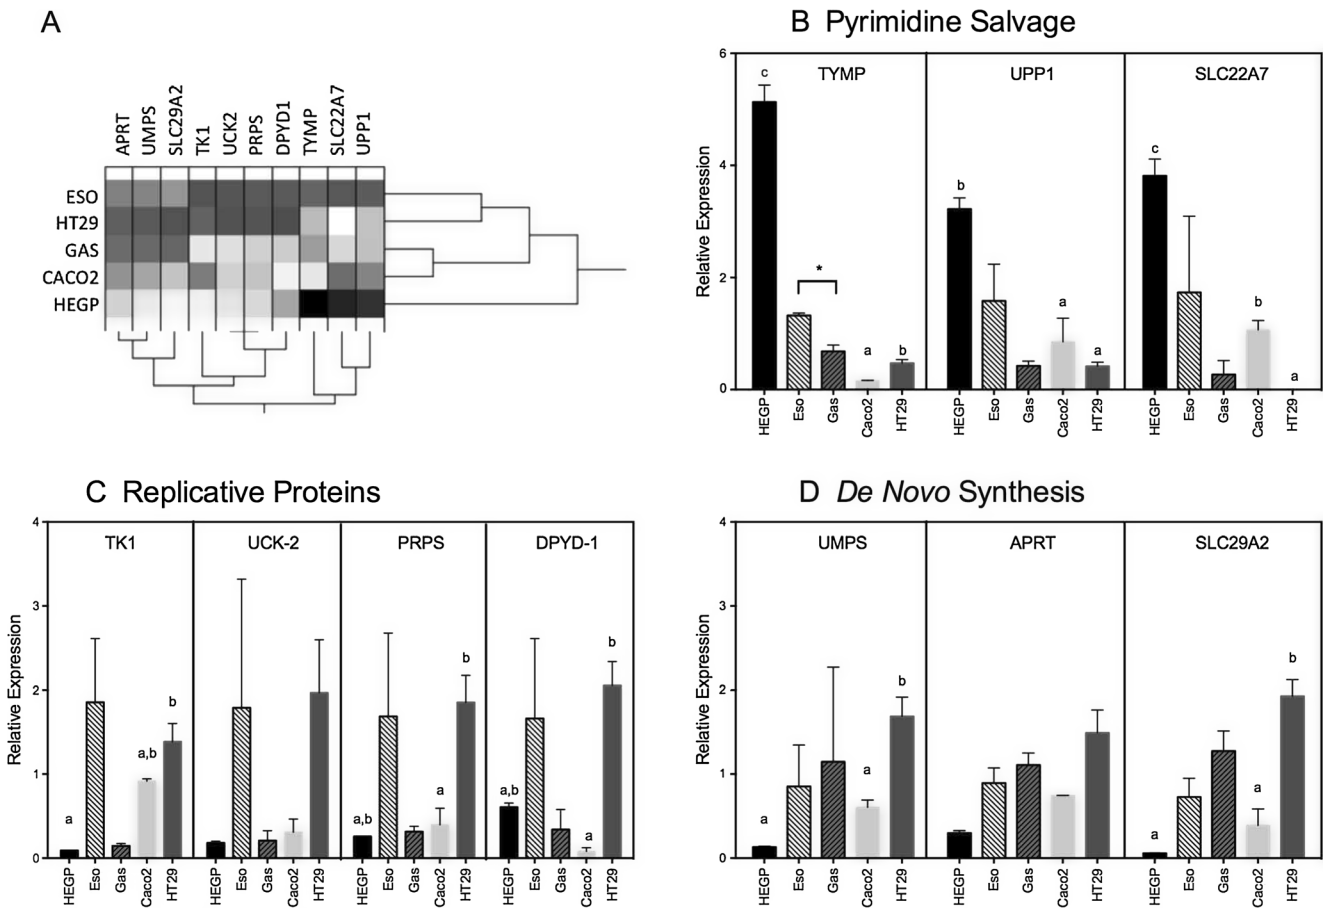 A
APRT
UMPS
SLC29A2
TK1
UCK2
PRPS
DPYD1
TYMP
SLC22A7
UPP1
ESO
HT29
GAS
CACO2
HEGP
B Pyrimidine Salvage
Relative Expression
6
4
2
0
TYMP
UPP1
SLC22A7
c
*
a
b
b
a
a
c
b
a
HEGP
Eso
Gas
Caco2
HT29
HEGP
Eso
Gas
Caco2
HT29
HEGP
Eso
Gas
Caco2
HT29
C Replicative Proteins
Relative Expression
4
3
2
1
0
TK1
UCK-2
PRPS
DPYD-1
a
a,b
b
a,b
a
b
a,b
a
b
HEGP
Eso
Gas
Caco2
HT29
HEGP
Eso
Gas
Caco2
HT29
HEGP
Eso
Gas
Caco2
HT29
HEGP
Eso
Gas
Caco2
HT29
D De Novo Synthesis
Relative Expression
4
3
2
1
0
UMPS
APRT
SLC29A2
a
a
b
a
a
b
HEGP
Eso
Gas
Caco2
HT29
HEGP
Eso
Gas
Caco2
HT29
HEGP
Eso
Gas
Caco2
HT29